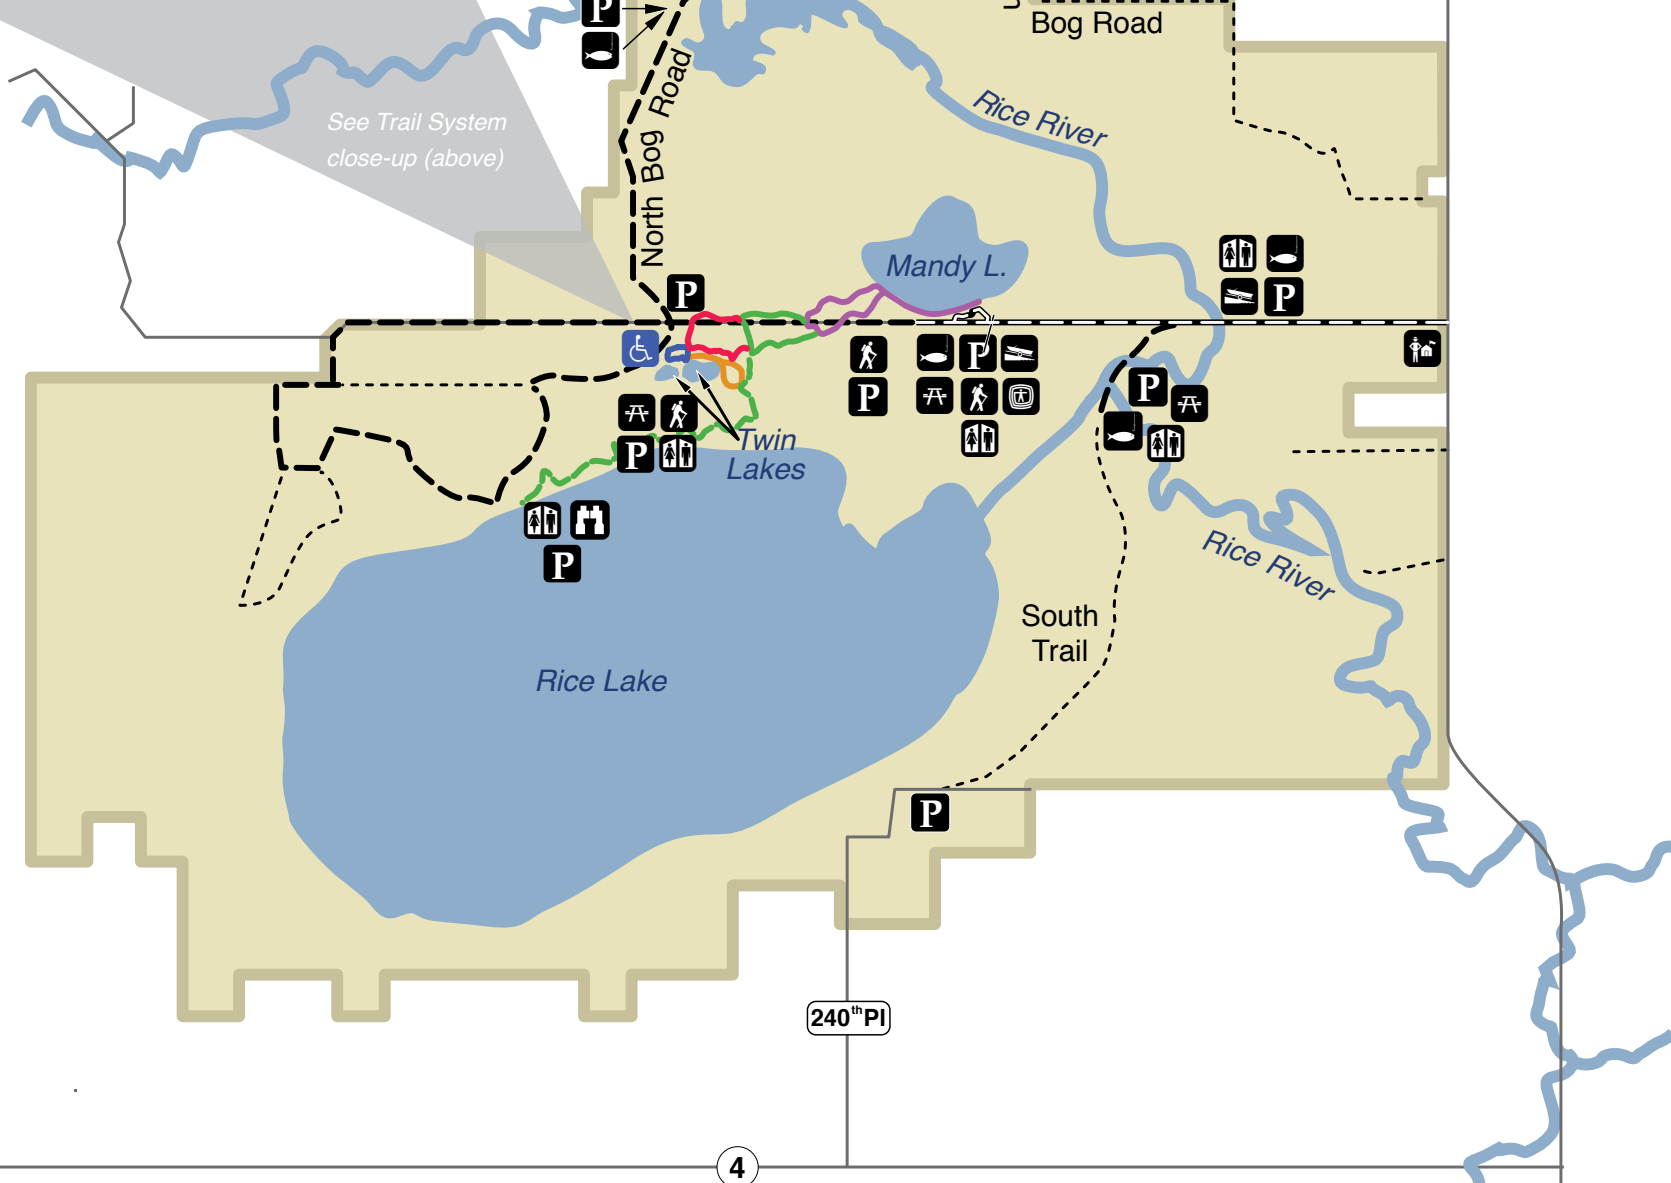 P
Bog Road
North Bog Road
Rice River
See Trail System
close-up (above)
Mandy L.
P
P
P
P
P
P
Twin
Lakes
P
Rice River
South
Trail
Rice Lake
P
240th Pl
4